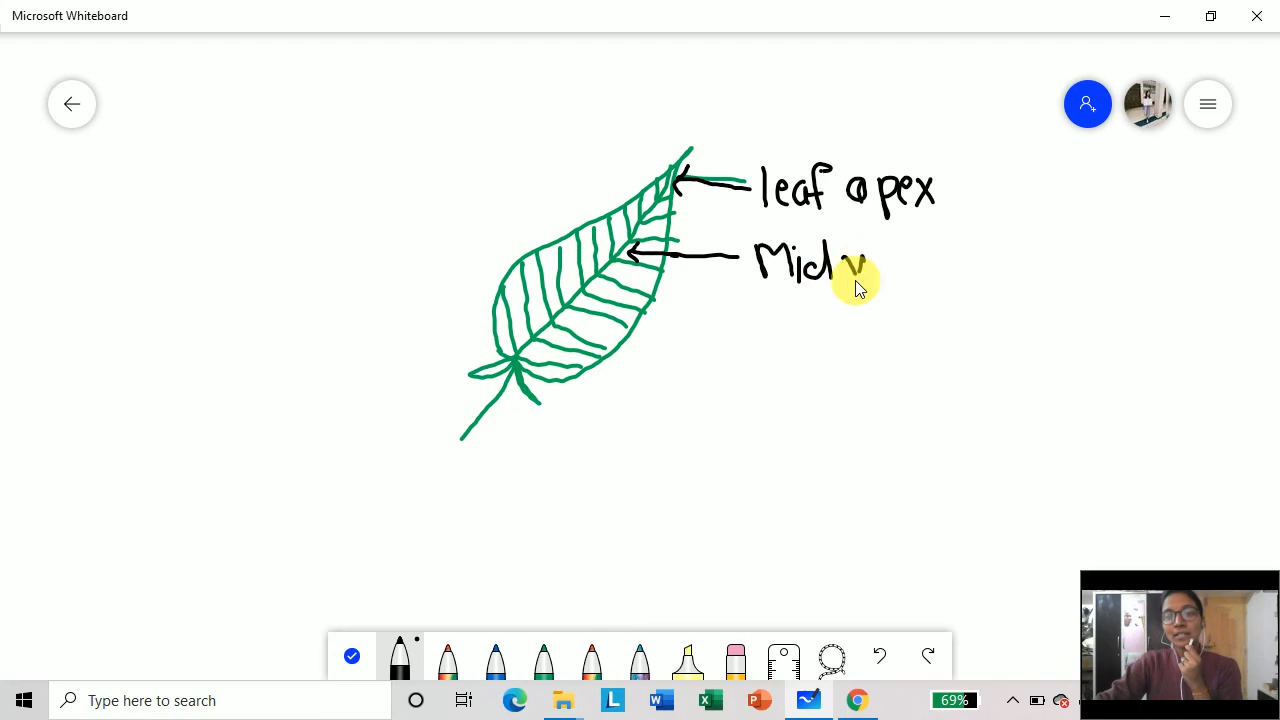 Microsoft Whiteboard
leaf apex
Mid v
Type here to search
69%